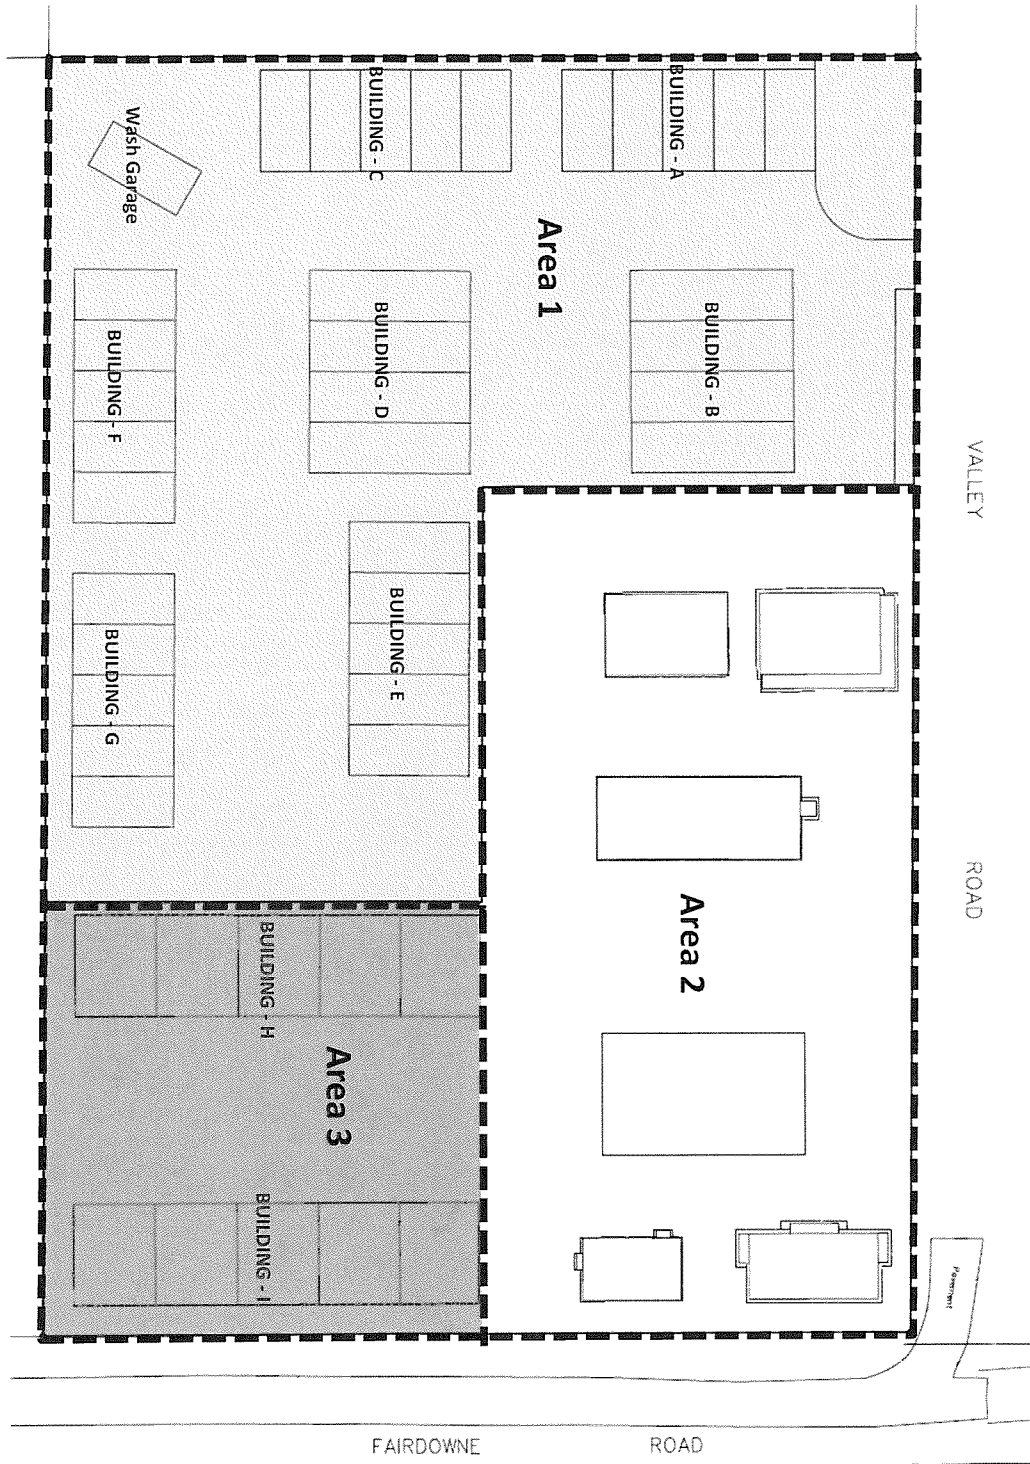 BUILDING - C
BUILDING - A
Wash Garage
Area 1
BUILDING - F
BUILDING - D
BUILDING - B
VALLEY ROAD
BUILDING - G
BUILDING - E
Area 2
BUILDING - H
Area 3
BUILDING - I
Pavement
FAIRDOWNE ROAD